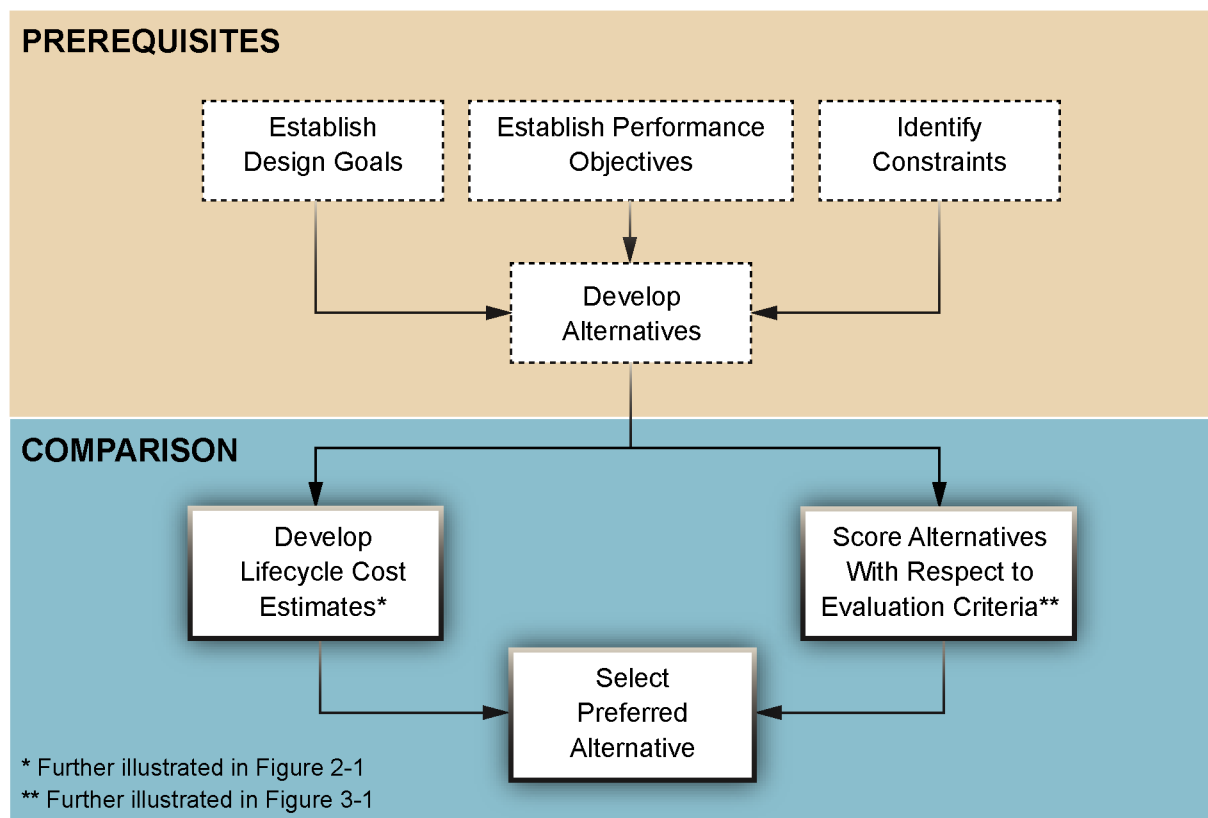 PREREQUISITES
Establish
Design Goals
Establish Performance
Objectives
Identify
Constraints
Develop
Alternatives
COMPARISON
Develop
Lifecycle Cost
Estimates*
Score Alternatives
With Respect to
Evaluation Criteria**
Select
Preferred
Alternative
* Further illustrated in Figure 2-1
** Further illustrated in Figure 3-1